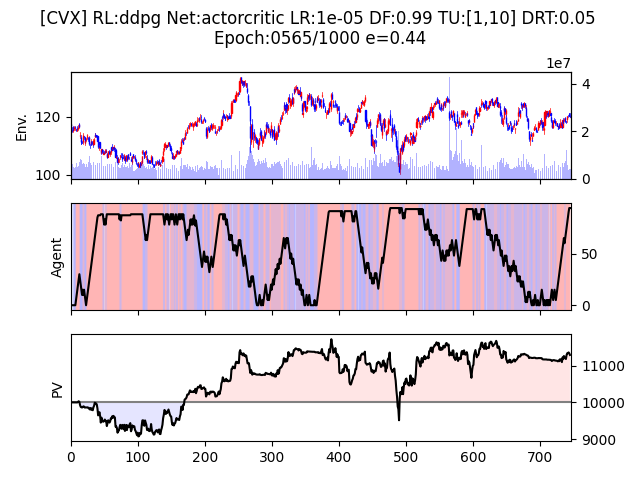 [CVX] RL:ddpg Net:actorcritic LR:1e-05 DF:0.99 TU:[1,10] DRT:0.05
Epoch:0565/1000 e=0.44
1e7
Env.
120
100
4
2
0
Agent
50
0
PV
11000
10000
9000
0 100 200 300 400 500 600 700